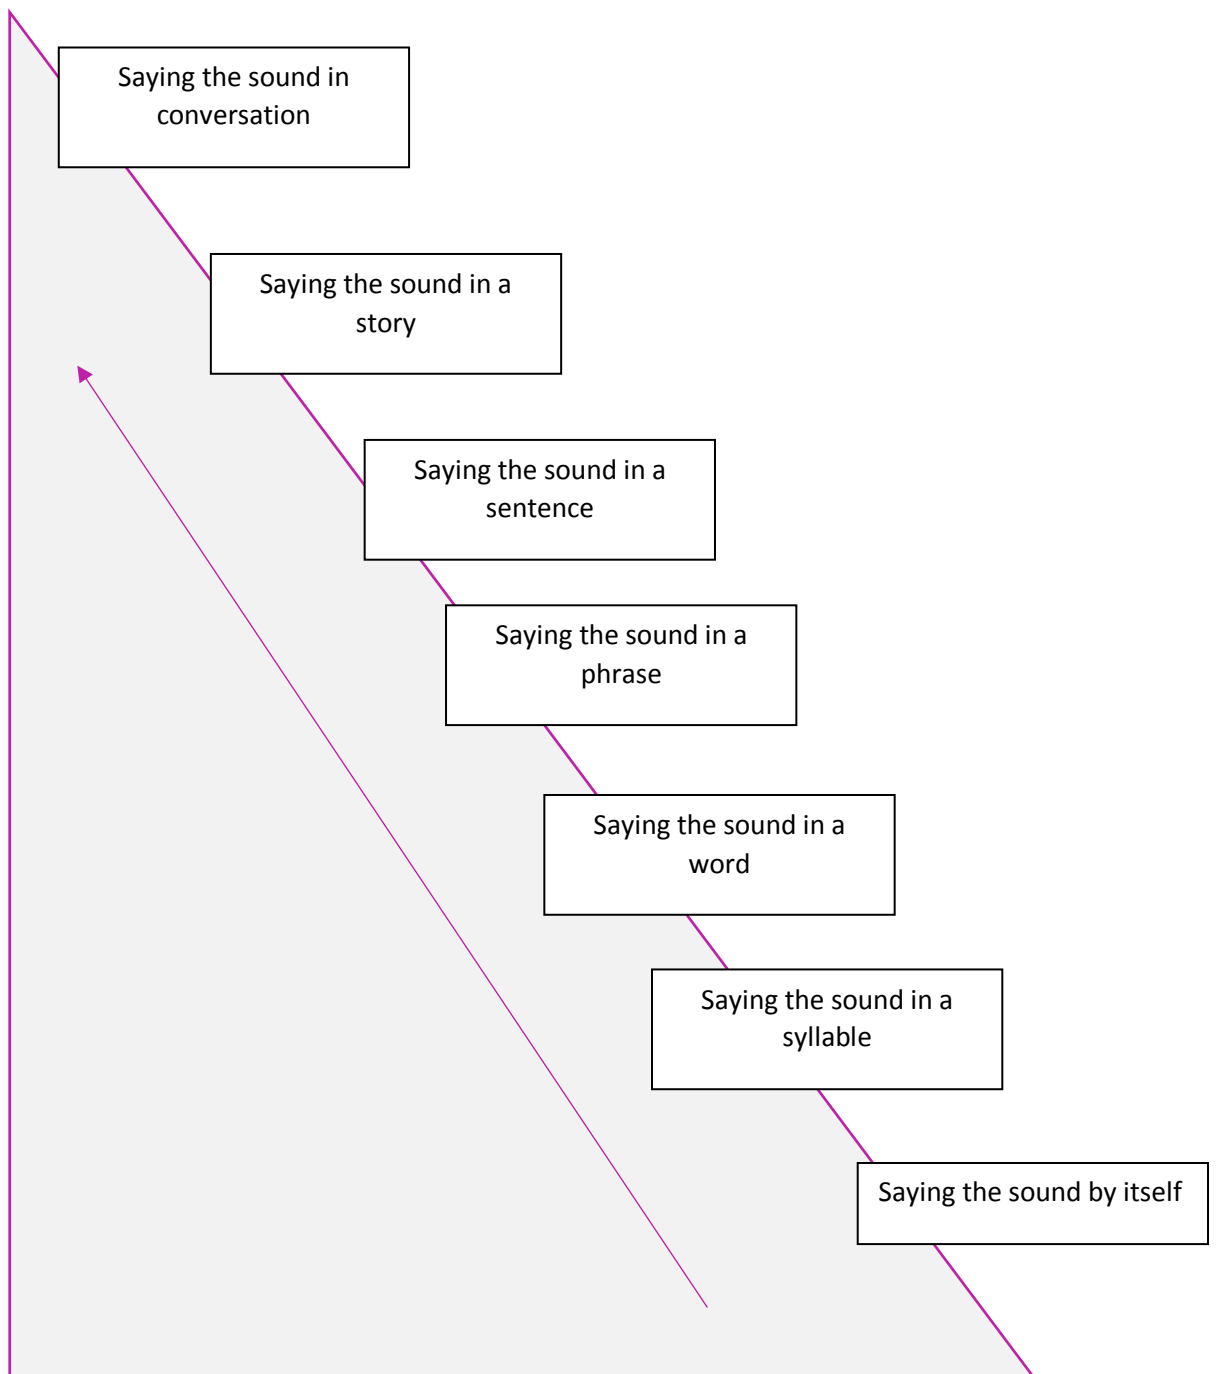 Saying the sound in
conversation
Saying the sound in a
story
Saying the sound in a
sentence
Saying the sound in a
phrase
Saying the sound in a
word
Saying the sound in a
syllable
Saying the sound by itself